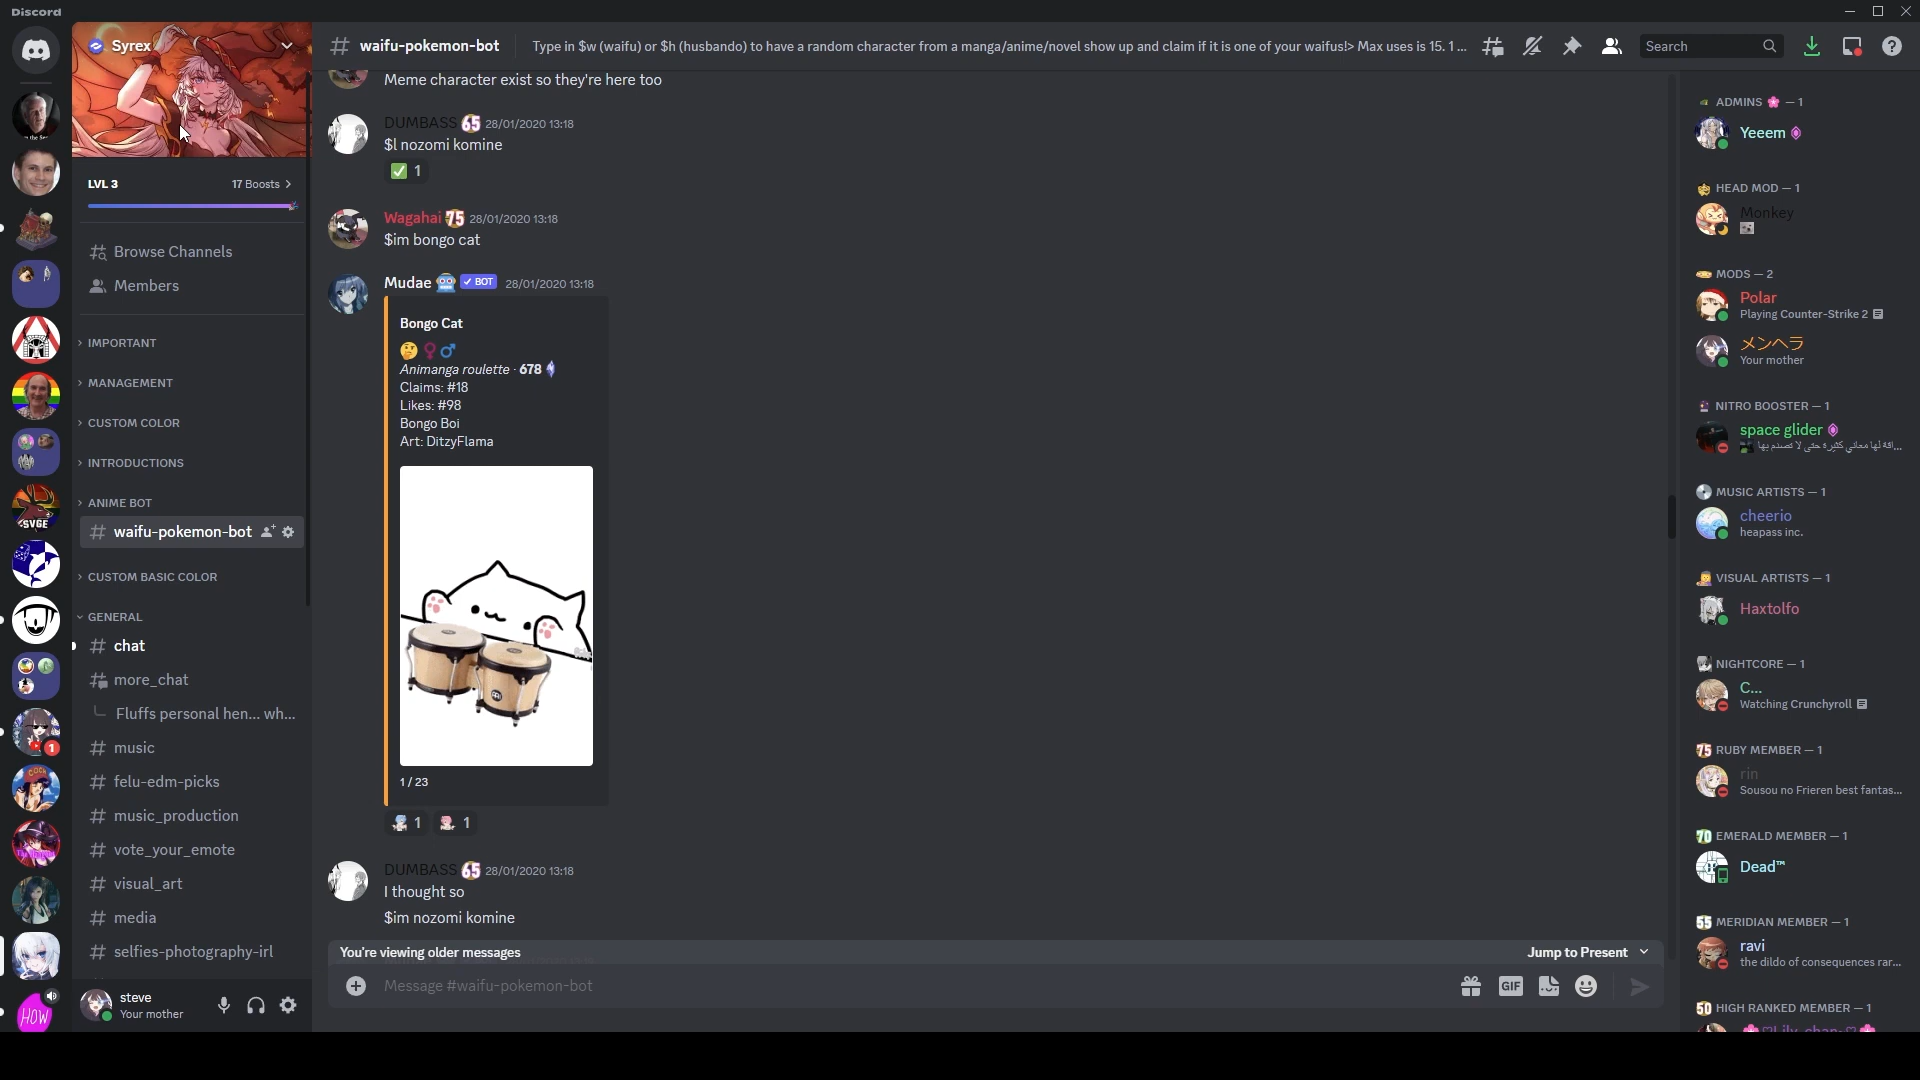 Discord
Syrex
LVL 3
17 Boosts
Browse Channels
Members
IMPORTANT
MANAGEMENT
CUSTOM COLOR
INTRODUCTIONS
ANIME BOT
waifu-pokemon-bot
CUSTOM BASIC COLOR
GENERAL
chat
more_chat
Fluffs personal hen... wh...
music
felu-edm-picks
music_production
vote_your_emote
visual_art
media
selfies-photography-irl
steve
Your mother
SVGE
1
HOW
waifu-pokemon-bot
Type in $w (waifu) or $h (husbando) to have a random character from a manga/anime/novel show up and claim if it is one of your waifus!> Max uses is 15. 1 ...
Search
Meme character exist so they're here too
DUMBASS 65 28/01/2020 13:18
$l nozomi komine
1
Wagahai 75 28/01/2020 13:18
$im bongo cat
Mudae BOT 28/01/2020 13:18
Bongo Cat
Animanga roulette · 678
Claims: #18
Likes: #98
Bongo Boi
Art: DitzyFlama
1 / 23
1 1
DUMBASS 65 28/01/2020 13:18
I thought so
$im nozomi komine
You're viewing older messages
Jump to Present
Message #waifu-pokemon-bot
GIF
ADMINS — 1
Yeeem
HEAD MOD — 1
Monkey
MODS — 2
Polar
Playing Counter-Strike 2
メンヘラ
Your mother
NITRO BOOSTER — 1
space glider
MUSIC ARTISTS — 1
cheerio
heapass inc.
VISUAL ARTISTS — 1
Haxtolfo
NIGHTCORE — 1
C...
Watching Crunchyroll
75 RUBY MEMBER — 1
rin
Sousou no Frieren best fantas...
70 EMERALD MEMBER — 1
Dead™
55 MERIDIAN MEMBER — 1
ravi
the dildo of consequences rar...
50 HIGH RANKED MEMBER — 1